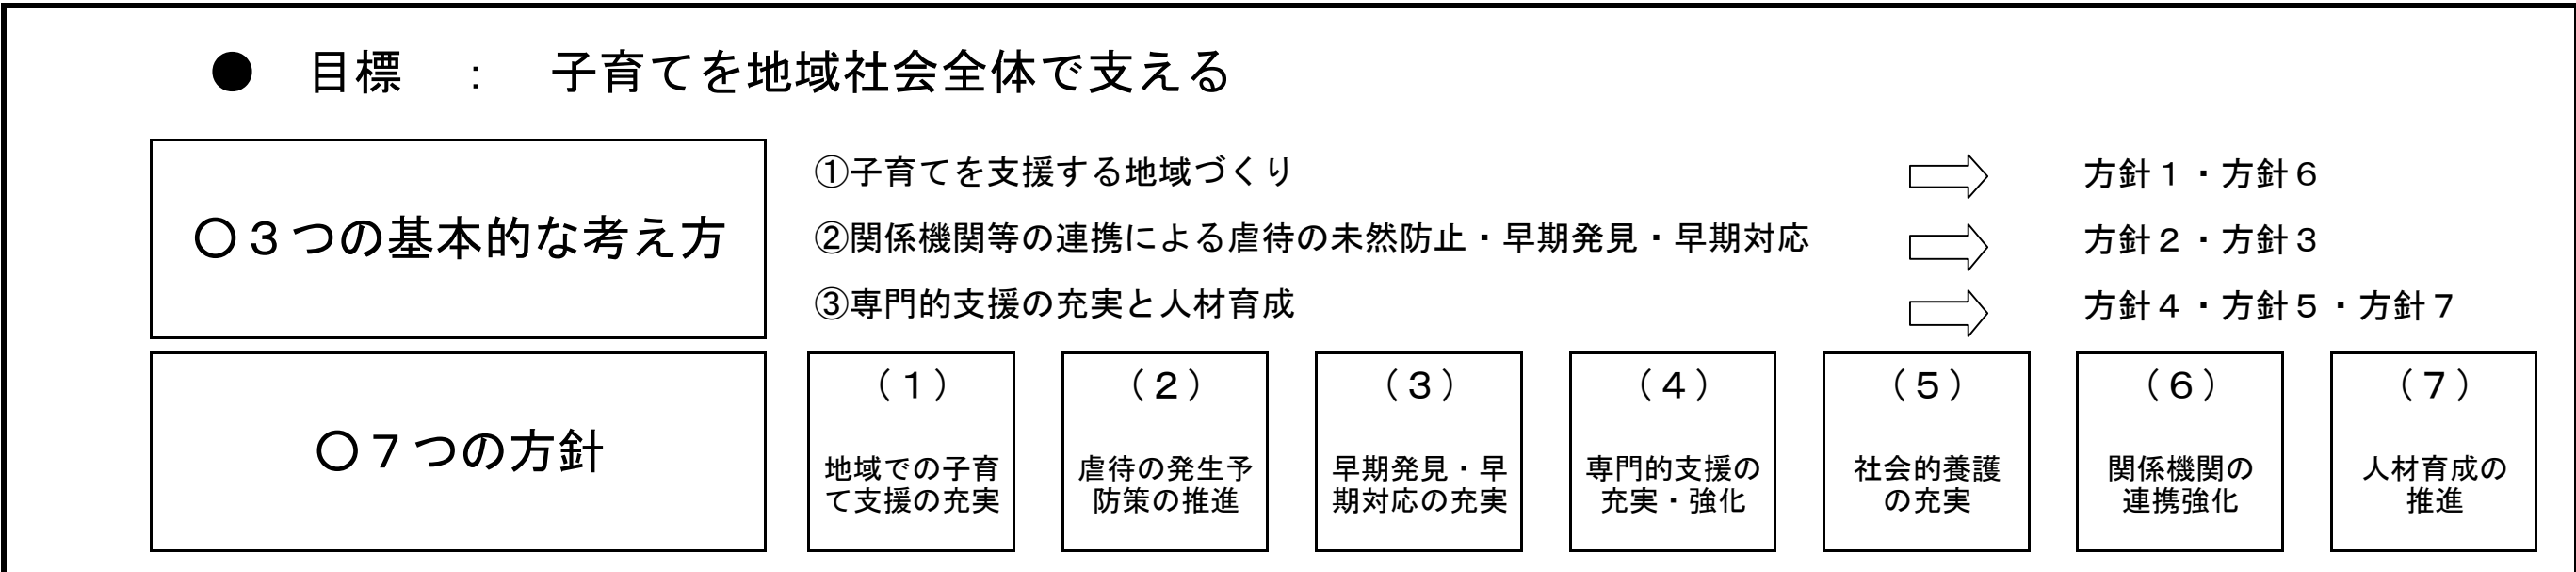 ● 目標 : 子育てを地域社会全体で支える
〇3つの基本的な考え方
①子育てを支援する地域づくり
方針1・方針6
②関係機関等の連携による虐待の未然防止・早期発見・早期対応
方針2・方針3
③専門的支援の充実と人材育成
方針4・方針5・方針7
〇7つの方針
(1)
地域での子育
て支援の充実
(2)
虐待の発生予
防策の推進
(3)
早期発見・早
期対応の充実
(4)
専門的支援の
充実・強化
(5)
社会的養護
の充実
(6)
関係機関の
連携強化
(7)
人材育成の
推進